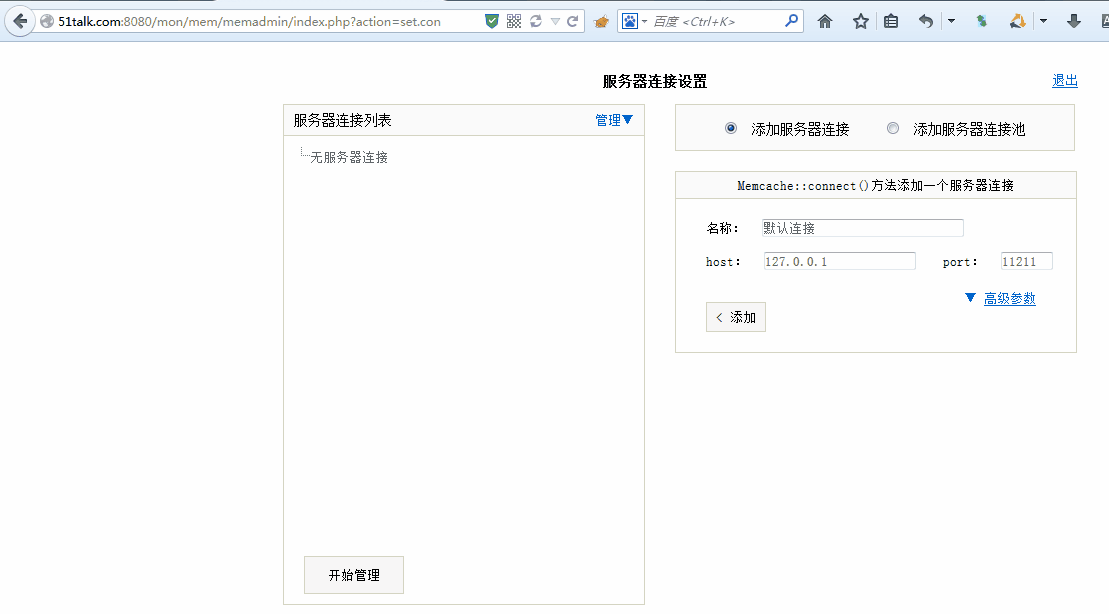 51talk.com:8080/mon/mem/memadmin/index.php?action=set.con
百度 <Ctrl+K>
服务器连接设置
退出
服务器连接列表 管理▼
无服务器连接
开始管理
添加服务器连接 添加服务器连接池
Memcache::connect()方法添加一个服务器连接
名称： 默认连接
host： 127.0.0.1 port： 11211
▼ 高级参数
< 添加